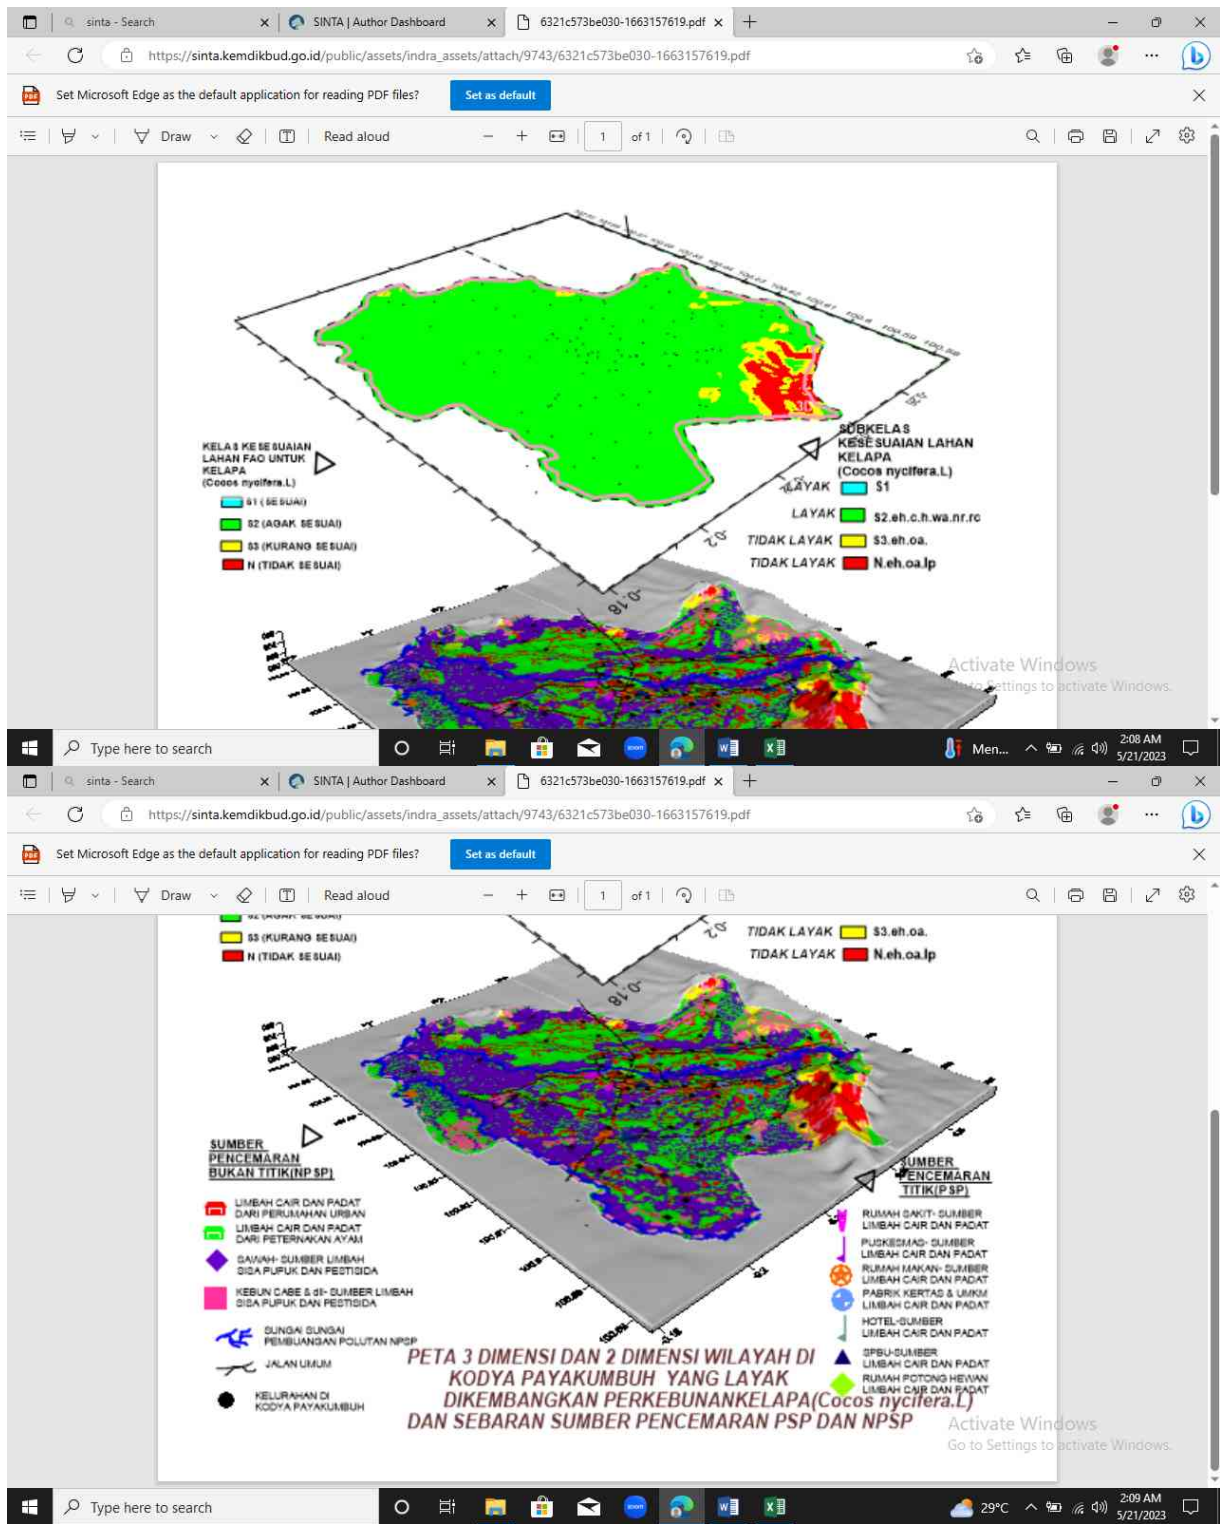 sinta - Search
SINTA | Author Dashboard
6321c573be030-1663157619.pdf
https://sinta.kemdikbud.go.id/public/assets/indra_assets/attach/9743/6321c573be030-1663157619.pdf
Set Microsoft Edge as the default application for reading PDF files?
Set as default
Draw
Read aloud
1
of 1
KELAS KESESUAIAN
LAHAN FAO UNTUK
KELAPA
(Cocos nycifera.L)
S1 (SESUAI)
S2 (AGAK SESUAI)
S3 (KURANG SESUAI)
N (TIDAK SESUAI)
SUBKELAS
KESESUAIAN LAHAN
KELAPA
(Cocos nycifera.L)
LAYAK S1
LAYAK S2.eh.c.h.wa.nr.rc
TIDAK LAYAK S3.eh.oa.
TIDAK LAYAK N.eh.oa.lp
-0.18
Activate Windows
Go to Settings to activate Windows.
Type here to search
zoom
Men...
2:08 AM
5/21/2023
sinta - Search
SINTA | Author Dashboard
6321c573be030-1663157619.pdf
https://sinta.kemdikbud.go.id/public/assets/indra_assets/attach/9743/6321c573be030-1663157619.pdf
Set Microsoft Edge as the default application for reading PDF files?
Set as default
Draw
Read aloud
1
of 1
S2 (AGAK SESUAI)
S3 (KURANG SESUAI)
N (TIDAK SESUAI)
TIDAK LAYAK S3.eh.oa.
TIDAK LAYAK N.eh.oa.lp
-0.18
SUMBER
PENCEMARAN
BUKAN TITIK(NPSP)
LIMBAH CAIR DAN PADAT
DARI PERUMAHAN URBAN
LIMBAH CAIR DAN PADAT
DARI PETERNAKAN AYAM
SAWAH- SUMBER LIMBAH
SISA PUPUK DAN PESTISIDA
KEBUN CABE & dll- SUMBER LIMBAH
SISA PUPUK DAN PESTISIDA
SUNGAI SUNGAI
PEMBUANGAN POLUTAN NPSP
JALAN UMUM
KELURAHAN DI
KODYA PAYAKUMBUH
SUMBER
PENCEMARAN
TITIK(PSP)
RUMAH SAKIT- SUMBER
LIMBAH CAIR DAN PADAT
PUSKESMAS- SUMBER
LIMBAH CAIR DAN PADAT
RUMAH MAKAN- SUMBER
LIMBAH CAIR DAN PADAT
PABRIK KERTAS & UMKM
LIMBAH CAIR DAN PADAT
HOTEL-SUMBER
LIMBAH CAIR DAN PADAT
SPBU-SUMBER
LIMBAH CAIR DAN PADAT
RUMAH POTONG HEWAN
LIMBAH CAIR DAN PADAT
PETA 3 DIMENSI DAN 2 DIMENSI WILAYAH DI
KODYA PAYAKUMBUH YANG LAYAK
DIKEMBANGKAN PERKEBUNANKELAPA(Cocos nycifera.L)
DAN SEBARAN SUMBER PENCEMARAN PSP DAN NPSP
Activate Windows
Go to Settings to activate Windows.
Type here to search
zoom
29°C
2:09 AM
5/21/2023